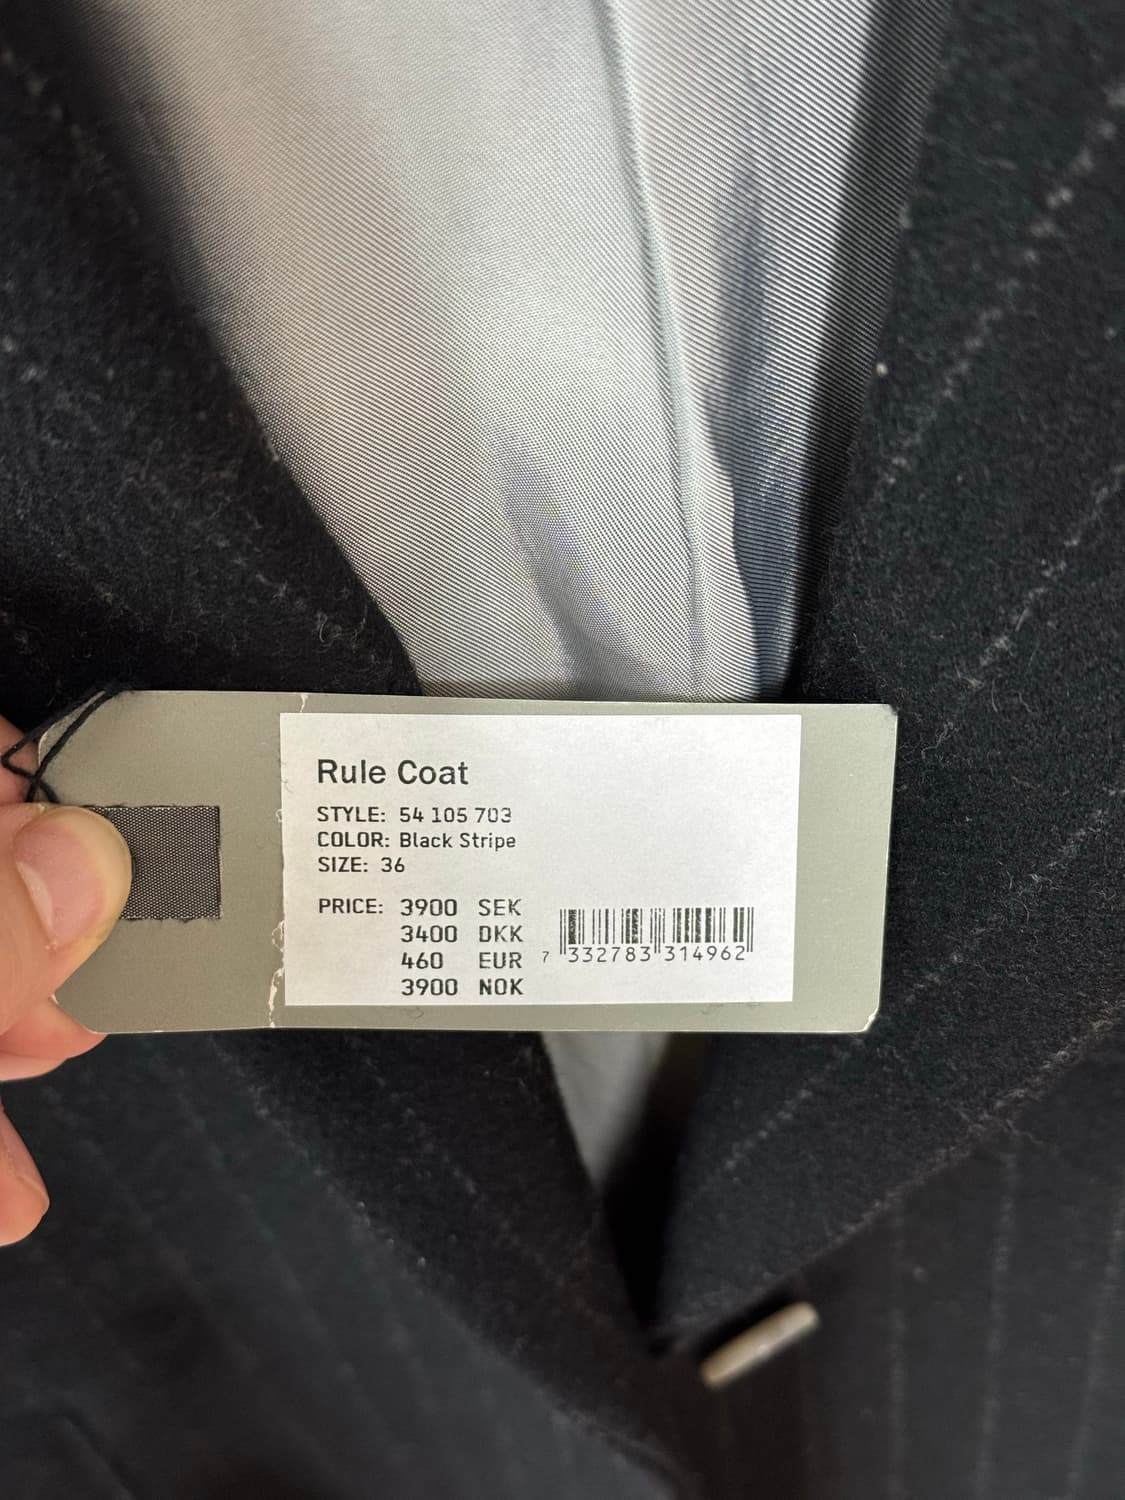 Rule Coat
STYLE: 54 105 703
COLOR: Black Stripe
SIZE: 36
PRICE: 3900 SEK
3400 DKK
460 EUR
3900 NOK
7 332783 314962